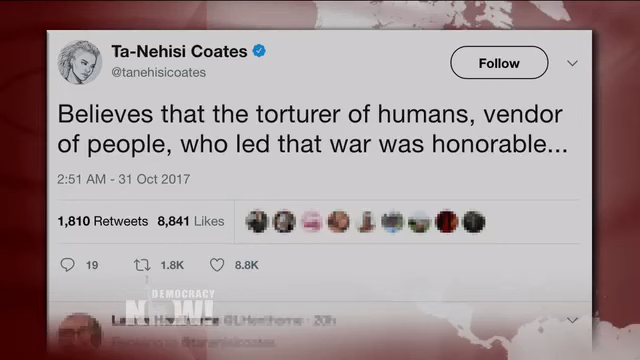 Ta-Nehisi Coates
@tanehisicoates
Follow
Believes that the torturer of humans, vendor
of people, who led that war was honorable...
2:51 AM - 31 Oct 2017
1,810 Retweets 8,841 Likes
19 1.8K 8.8K
DEMOCRACY
NOW!